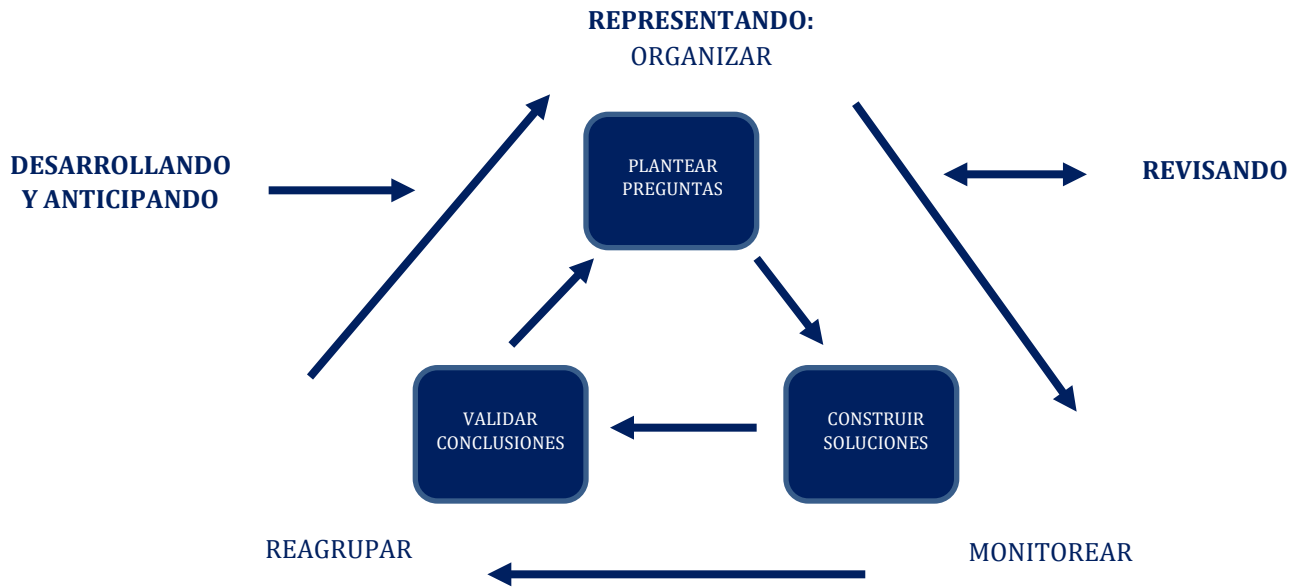 REPRESENTANDO:
ORGANIZAR
DESARROLLANDO
Y ANTICIPANDO
PLANTEAR
PREGUNTAS
REVISANDO
VALIDAR
CONCLUSIONES
CONSTRUIR
SOLUCIONES
REAGRUPAR
MONITOREAR